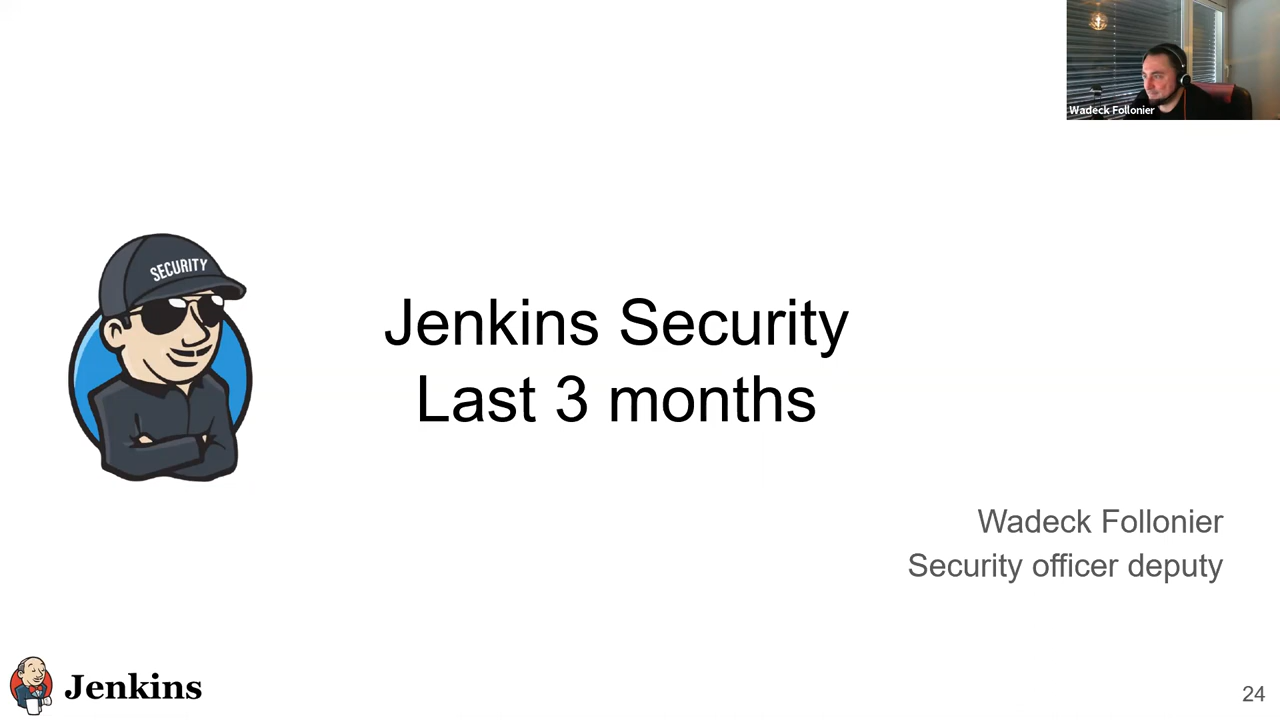 Wadeck Follonier
SECURITY
Jenkins Security
Last 3 months
Wadeck Follonier
Security officer deputy
Jenkins
24